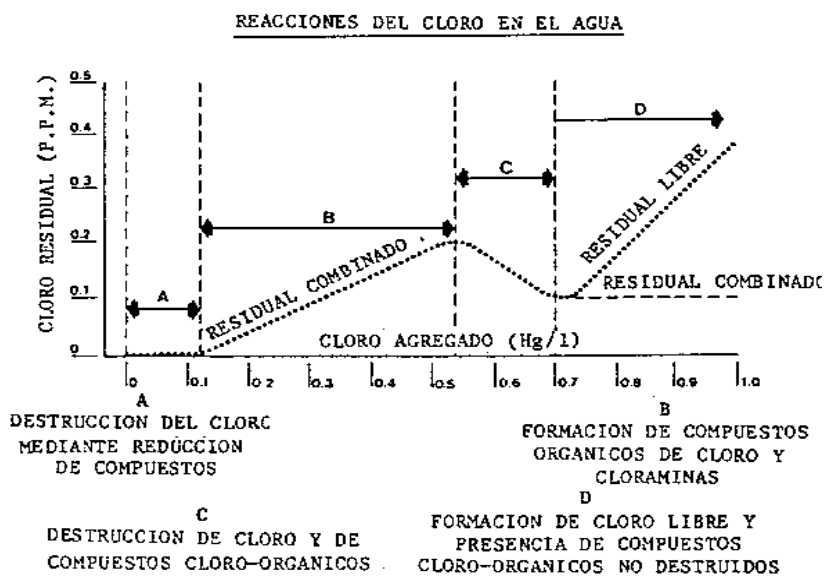 REACCIONES DEL CLORO EN EL AGUA
CLORO RESIDUAL (P.P.M.)
0.5
0.4
0.3
0.2
0.1
0
A
B
C
D
RESIDUAL COMBINADO
RESIDUAL LIBRE
RESIDUAL COMBINADO
CLORO AGREGADO (Hg/l)
0 0.1 0.2 0.3 0.4 0.5 0.6 0.7 0.8 0.9 1.0
A
DESTRUCCION DEL CLORO
MEDIANTE REDUCCION
DE COMPUESTOS
B
FORMACION DE COMPUESTOS
ORGANICOS DE CLORO Y
CLORAMINAS
C
DESTRUCCION DE CLORO Y DE
COMPUESTOS CLORO-ORGANICOS
D
FORMACION DE CLORO LIBRE Y
PRESENCIA DE COMPUESTOS
CLORO-ORGANICOS NO DESTRUIDOS